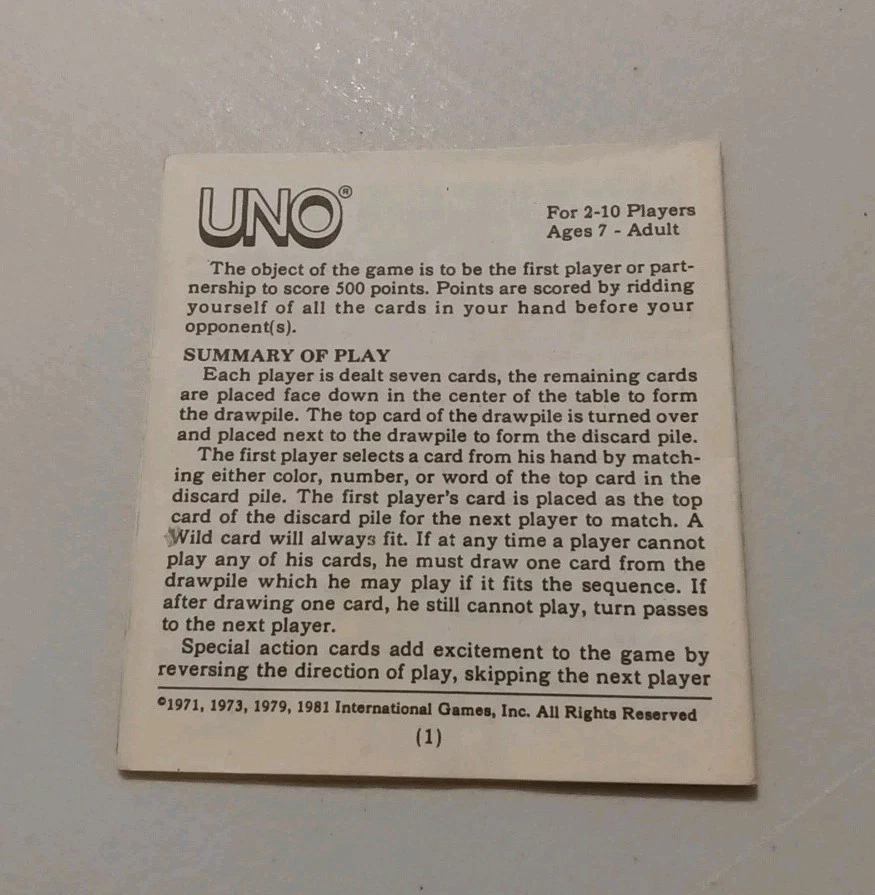 UNO®
For 2-10 Players
Ages 7 - Adult
The object of the game is to be the first player or part-
nership to score 500 points. Points are scored by ridding
yourself of all the cards in your hand before your
opponent(s).
SUMMARY OF PLAY
Each player is dealt seven cards, the remaining cards
are placed face down in the center of the table to form
the drawpile. The top card of the drawpile is turned over
and placed next to the drawpile to form the discard pile.
The first player selects a card from his hand by match-
ing either color, number, or word of the top card in the
discard pile. The first player's card is placed as the top
card of the discard pile for the next player to match. A
Wild card will always fit. If at any time a player cannot
play any of his cards, he must draw one card from the
drawpile which he may play if it fits the sequence. If
after drawing one card, he still cannot play, turn passes
to the next player.
Special action cards add excitement to the game by
reversing the direction of play, skipping the next player
©1971, 1973, 1979, 1981 International Games, Inc. All Rights Reserved
(1)